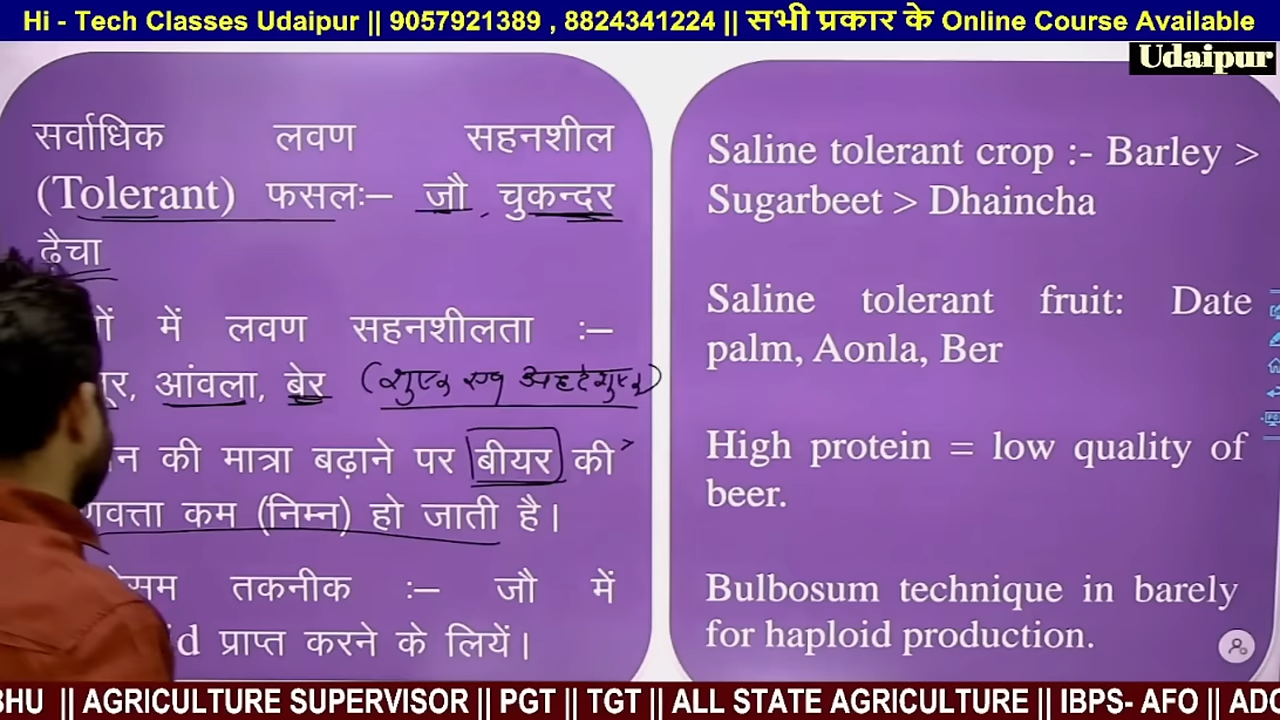 Hi - Tech Classes Udaipur || 9057921389 , 8824341224 || सभी प्रकार के Online Course Available
Udaipur
सर्वाधिक लवण सहनशील
(Tolerant) फसलः– जौ चुकन्दर
ढ़ैचा
में लवण सहनशीलता :–
आंवला, बेर
की मात्रा बढ़ाने पर बीयर की
कम (निम्न) हो जाती है।
तकनीक :– जौ में
प्राप्त करने के लियें।
Saline tolerant crop :- Barley >
Sugarbeet > Dhaincha
Saline tolerant fruit: Date
palm, Aonla, Ber
High protein = low quality of
beer.
Bulbosum technique in barely
for haploid production.
BHU || AGRICULTURE SUPERVISOR || PGT || TGT || ALL STATE AGRICULTURE || IBPS- AFO || ADO